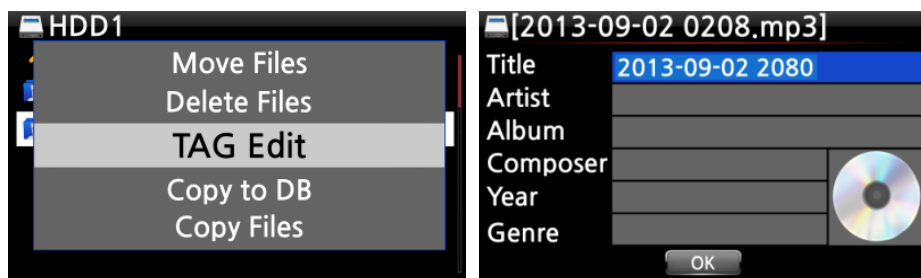 HDD1
Move Files
Delete Files
TAG Edit
Copy to DB
Copy Files
[2013-09-02 0208.mp3]
Title 2013-09-02 2080
Artist
Album
Composer
Year
Genre
OK